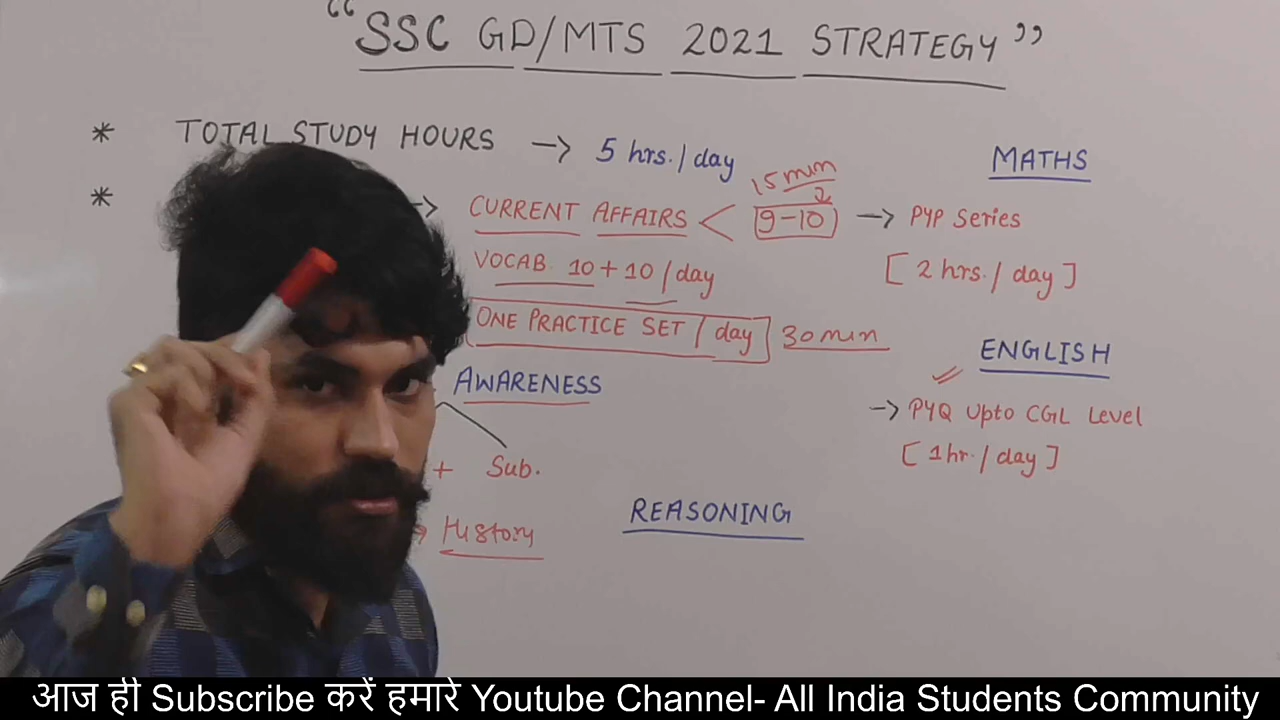 “SSC GD/MTS 2021 STRATEGY”
* TOTAL STUDY HOURS → 5 hrs./day
* → CURRENT AFFAIRS < 9-10 → PYP Series
15 min
2
VOCAB. 10 + 10/day
ONE PRACTICE SET / day 30 min
AWARENESS
+ Sub.
→ History
MATHS
[ 2 hrs. / day ]
ENGLISH
→ PYQ Upto CGL Level
[ 1 hr. / day ]
REASONING
आज ही Subscribe करें हमारे Youtube Channel- All India Students Community